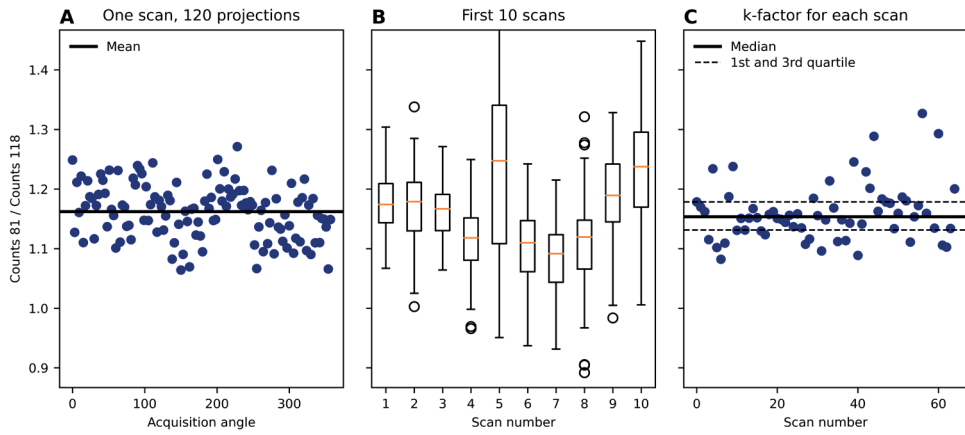 A
One scan, 120 projections
B
First 10 scans
C
k-factor for each scan
Mean
Median
1st and 3rd quartile
Counts 81 / Counts 118
1.4
1.3
1.2
1.1
1.0
0.9
0 100 200 300
1 2 3 4 5 6 7 8 9 10
0 20 40 60
Acquisition angle
Scan number
Scan number